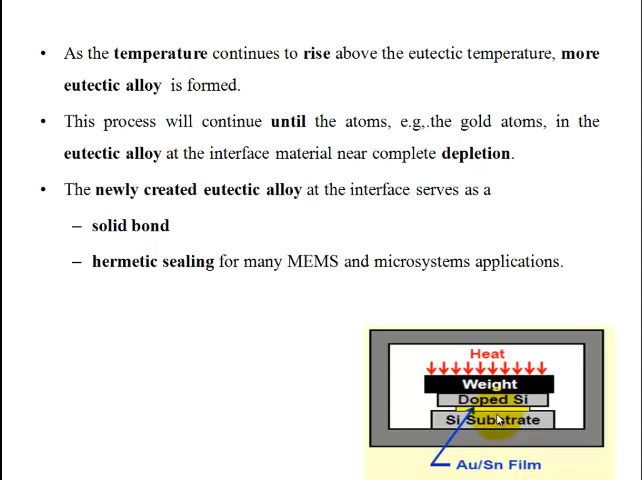 • As the temperature continues to rise above the eutectic temperature, more
eutectic alloy is formed.
• This process will continue until the atoms, e.g,.the gold atoms, in the
eutectic alloy at the interface material near complete depletion.
• The newly created eutectic alloy at the interface serves as a
– solid bond
– hermetic sealing for many MEMS and microsystems applications.
Heat
Weight
Doped Si
Si Substrate
Au/Sn Film